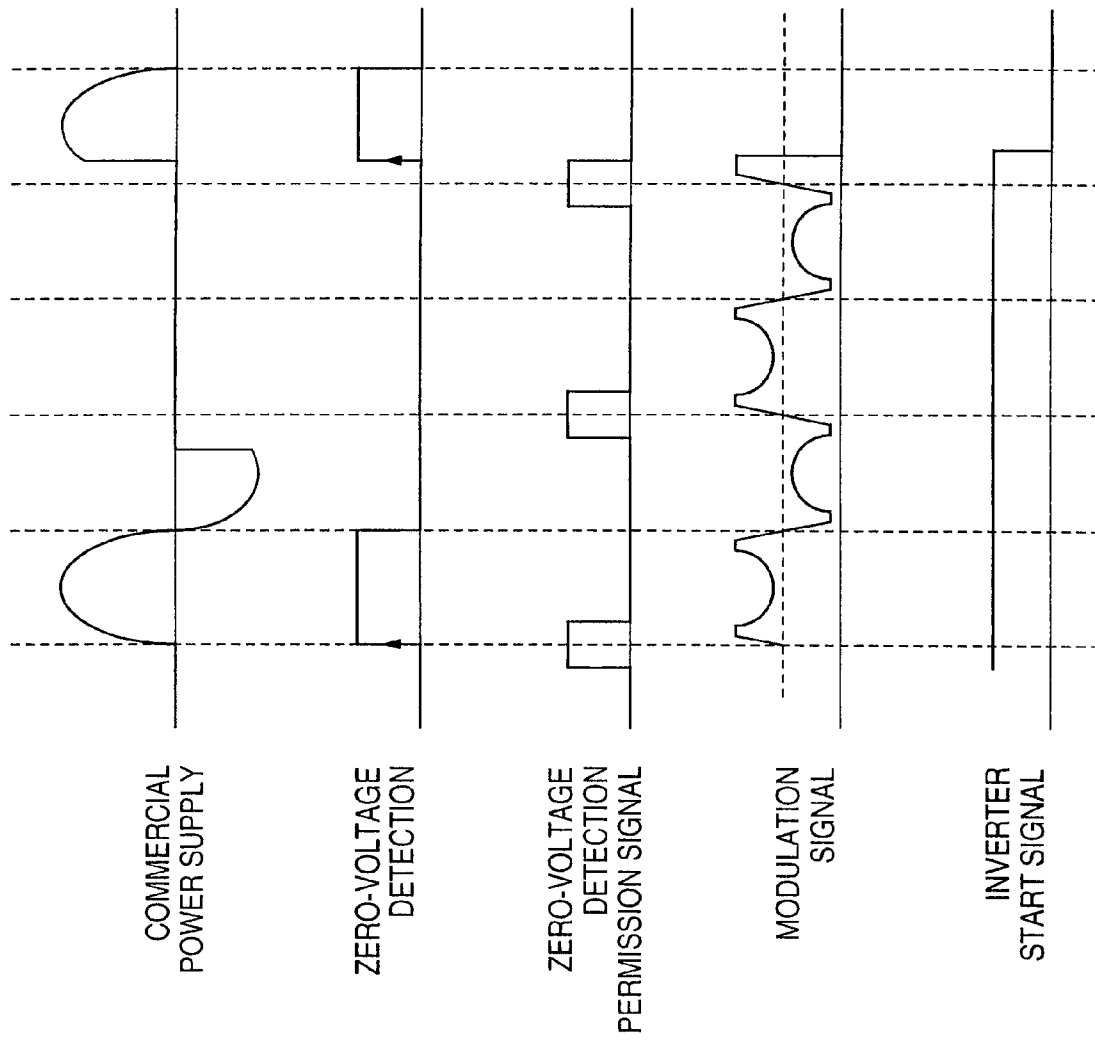 COMMERCIAL
POWER SUPPLY
ZERO-VOLTAGE
DETECTION
ZERO-VOLTAGE
DETECTION
PERMISSION SIGNAL
MODULATION
SIGNAL
INVERTER
START SIGNAL